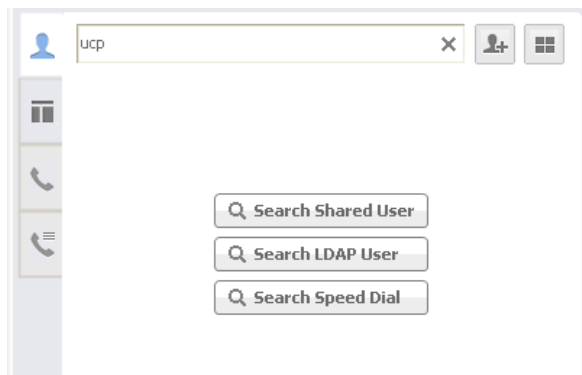 ucp
Search Shared User
Search LDAP User
Search Speed Dial